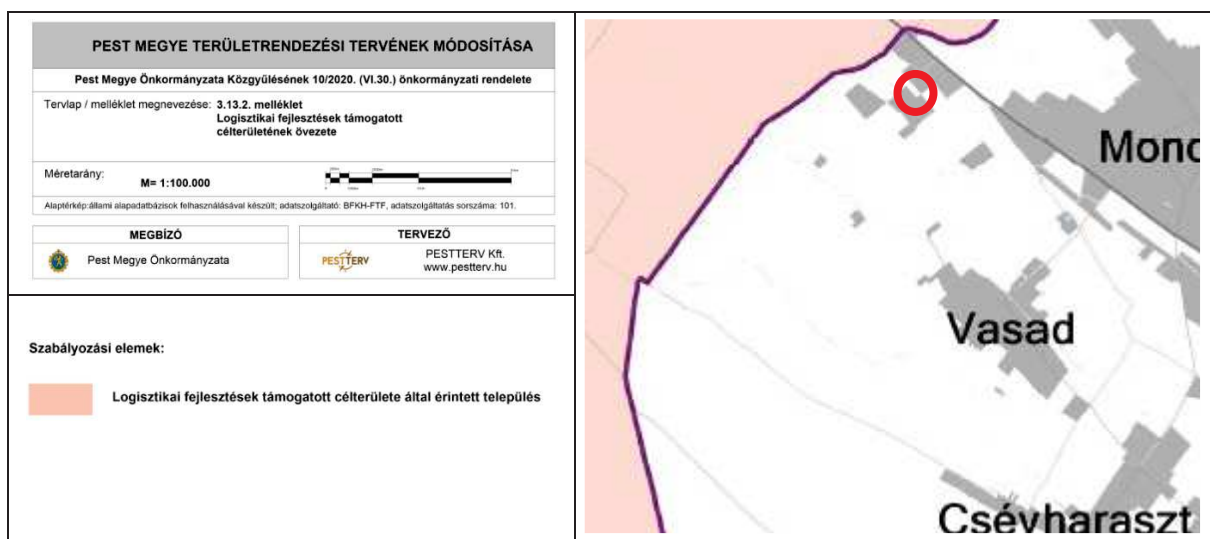 PEST MEGYE TERÜLETRENDEZÉSI TERVÉNEK MÓDOSÍTÁSA
Pest Megye Önkormányzata Közgyűlésének 10/2020. (VI.30.) önkormányzati rendelete
Tervlap / melléklet megnevezése: 3.13.2. melléklet
Logisztikai fejlesztések támogatott
célterületének övezete
Méretarány:
M= 1:100.000
Alaptérkép:állami alapadatbázisok felhasználásával készült; adatszolgáltató: BFKH-FTF, adatszolgáltatás sorszáma: 101.
MEGBÍZÓ
Pest Megye Önkormányzata
TERVEZŐ
PESTTERV
PESTTERV Kft.
www.pestterv.hu
Szabályozási elemek:
Logisztikai fejlesztések támogatott célterülete által érintett település
Mono
Vasad
Csévharaszt